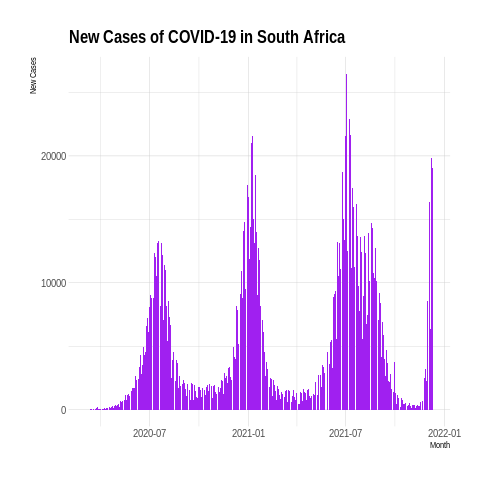 New Cases of COVID-19 in South Africa
New Cases
20000
10000
0
2020-07 2021-01 2021-07 2022-01
Month